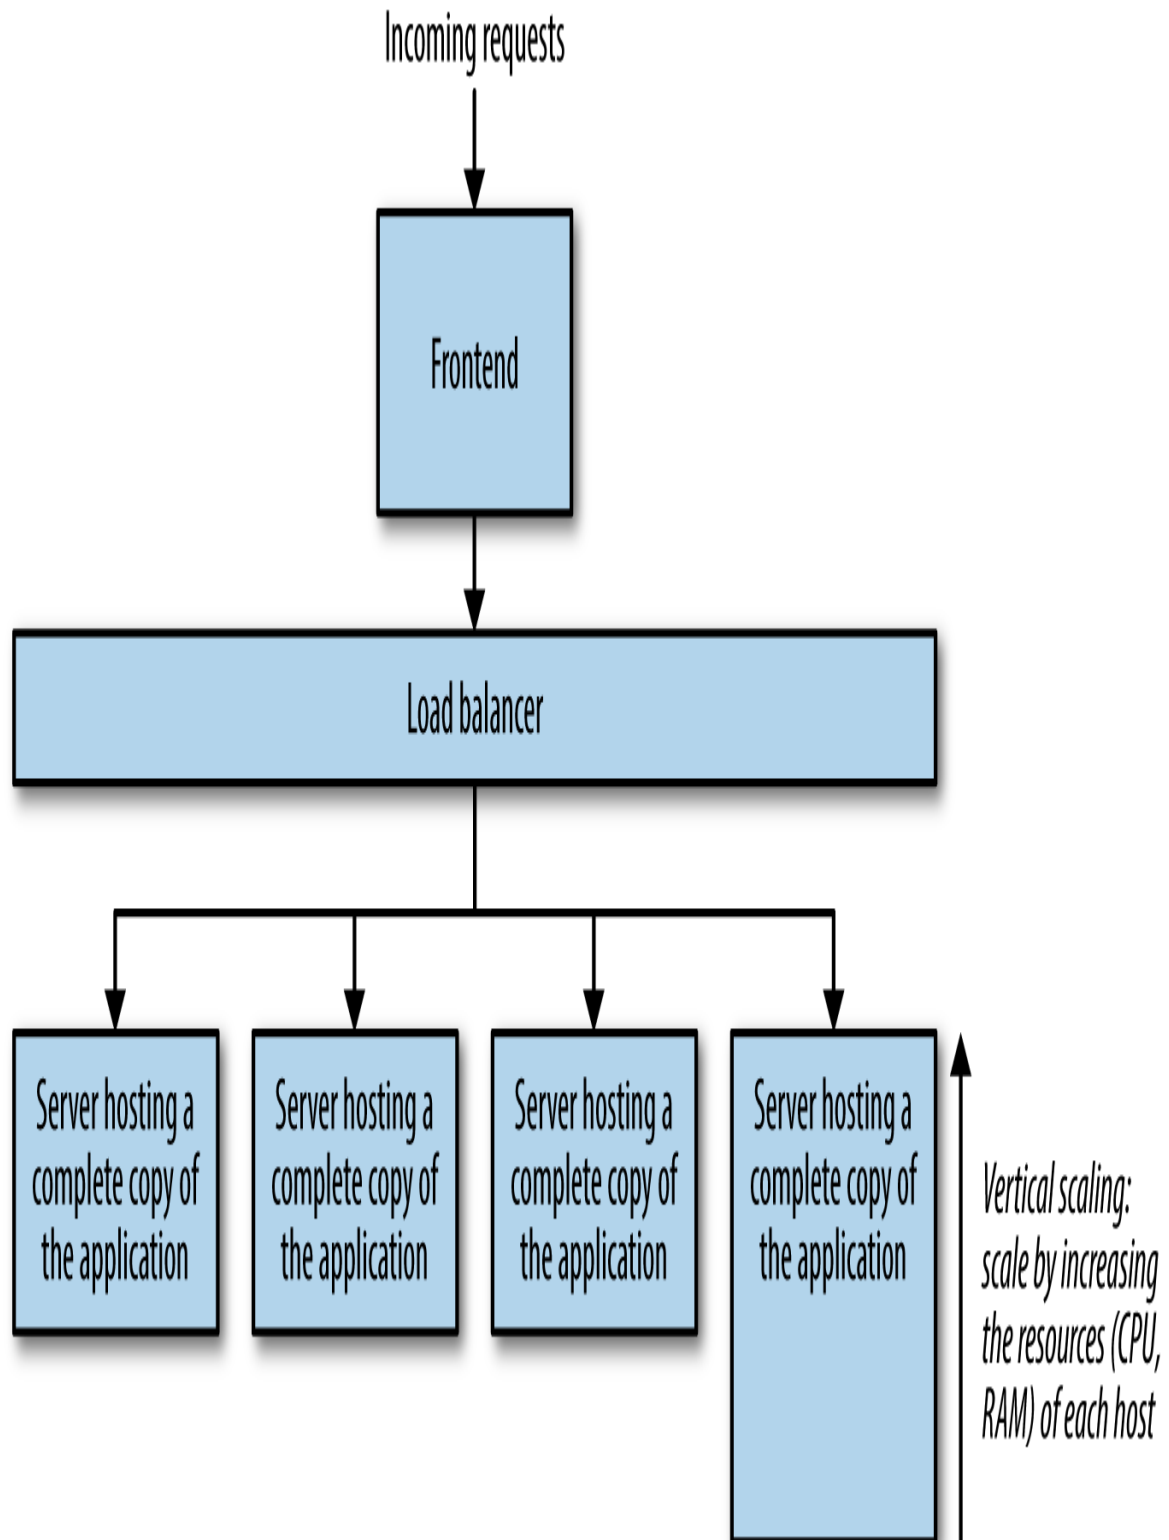 Incoming requests
Frontend
Load balancer
Server hosting a
complete copy of
the application
Server hosting a
complete copy of
the application
Server hosting a
complete copy of
the application
Server hosting a
complete copy of
the application
Vertical scaling:
scale by increasing
the resources (CPU,
RAM) of each host